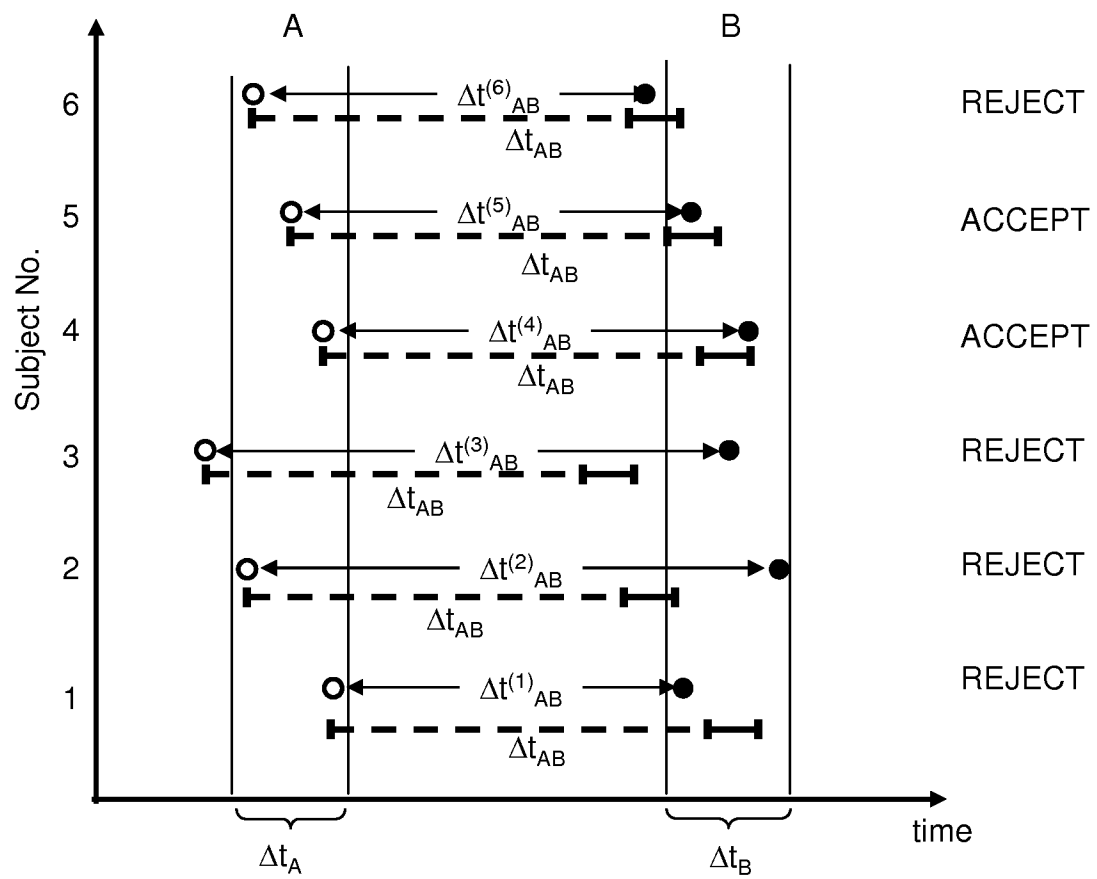 A B
6 Δt(6)AB REJECT
ΔtAB
5 Δt(5)AB ACCEPT
ΔtAB
4 Δt(4)AB ACCEPT
ΔtAB
3 Δt(3)AB REJECT
ΔtAB
2 Δt(2)AB REJECT
ΔtAB
1 Δt(1)AB REJECT
ΔtAB
Subject No.
time
ΔtA ΔtB